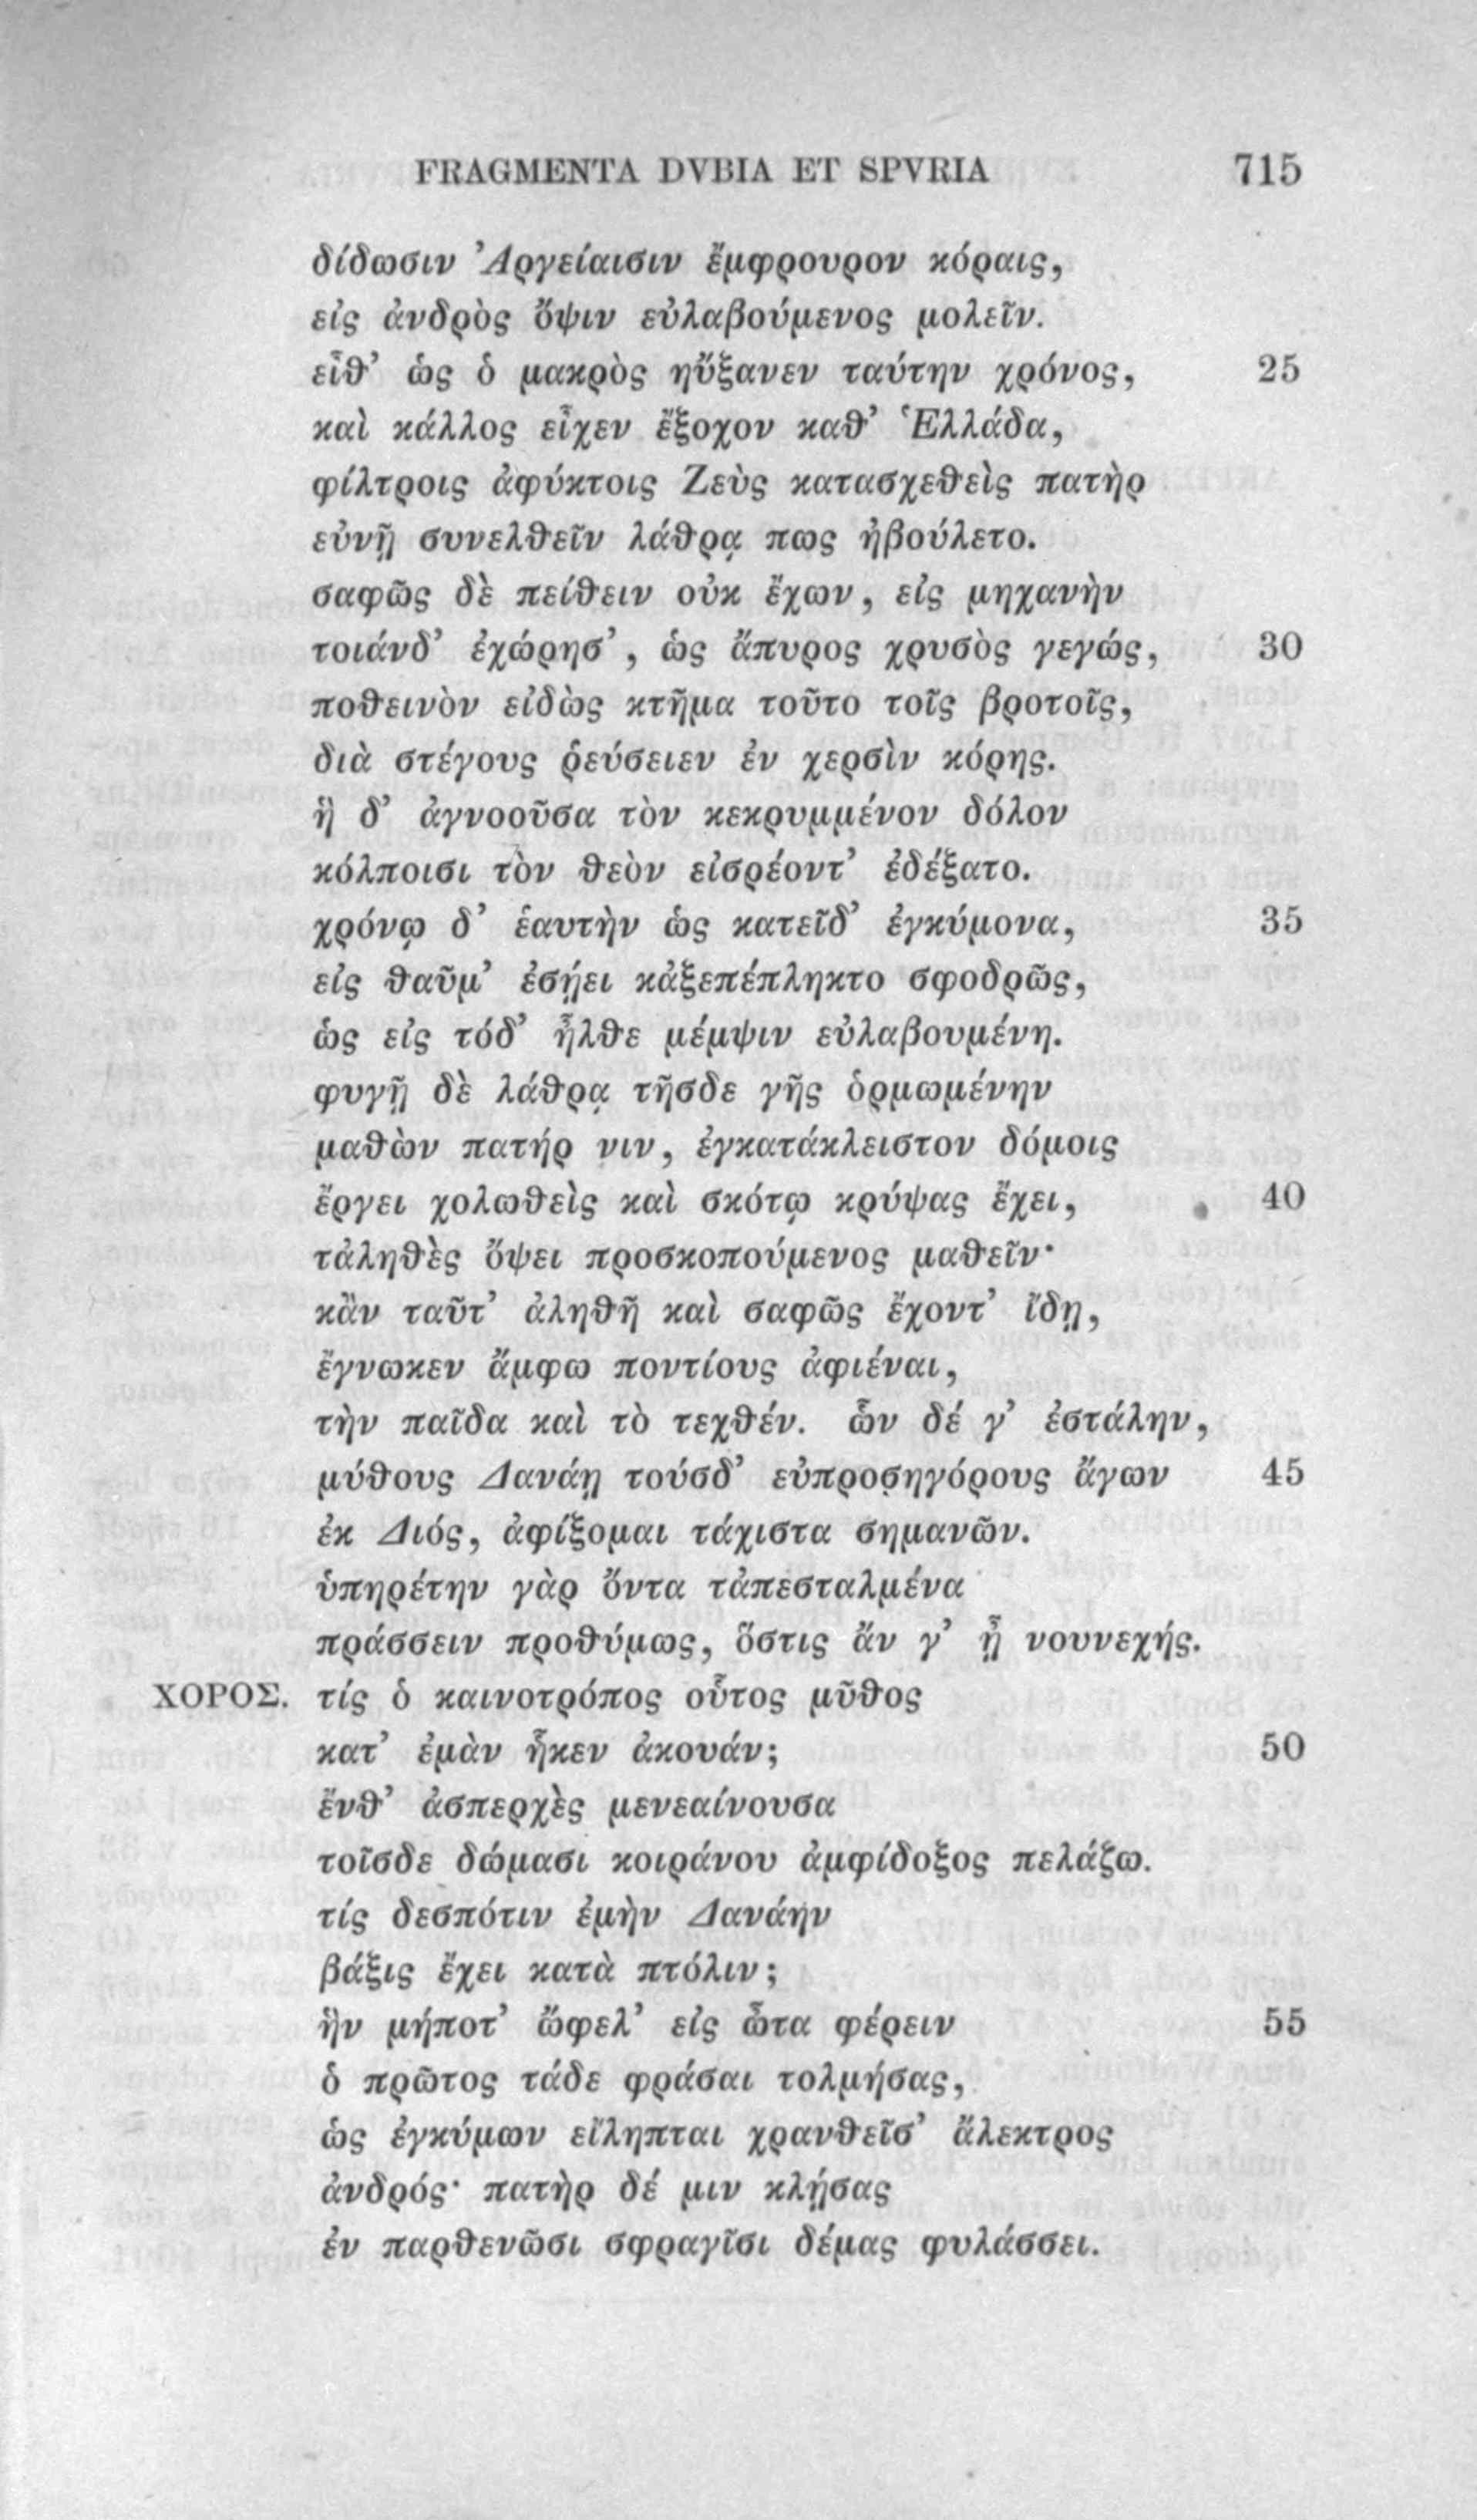 FRAGMENTA DVBIA ET SPVRIA 715
δίδωσιν Ἀργείαισιν ἔμφρουρον κόραις,
εἰς ἀνδρὸς ὄψιν εὐλαβούμενος μολεῖν.
εἶθ’ ὡς ὁ μακρὸς ηὔξανεν ταύτην χρόνος, 25
καὶ κάλλος εἶχεν ἔξοχον καθ’ Ἑλλάδα,
φίλτροις ἀφύκτοις Ζεὺς κατασχεθεὶς πατὴρ
εὐνῇ συνελθεῖν λάθρᾳ πως ἠβούλετο.
σαφῶς δὲ πείθειν οὐκ ἔχων, εἰς μηχανὴν
τοιάνδ’ ἐχώρησ’, ὡς ἄπυρος χρυσὸς γεγώς, 30
ποθεινὸν εἰδὼς κτῆμα τοῦτο τοῖς βροτοῖς,
διὰ στέγους ῥεύσειεν ἐν χερσὶν κόρης.
ἣ δ’ ἀγνοοῦσα τὸν κεκρυμμένον δόλον
κόλποισι τὸν θεὸν εἰσρέοντ’ ἐδέξατο.
χρόνῳ δ’ ἑαυτὴν ὡς κατεῖδ’ ἐγκύμονα, 35
εἰς θαῦμ’ ἐσῄει κἀξεπέπληκτο σφοδρῶς,
ὡς εἰς τόδ’ ἦλθε μέμψιν εὐλαβουμένη.
φυγῇ δὲ λάθρᾳ τῆσδε γῆς ὁρμωμένην
μαθὼν πατήρ νιν, ἐγκατάκλειστον δόμοις
ἔργει χολωθεὶς καὶ σκότῳ κρύψας ἔχει, 40
τἀληθὲς ὄψει προσκοπούμενος μαθεῖν·
κἂν ταῦτ’ ἀληθῆ καὶ σαφῶς ἔχοντ’ ἴδῃ,
ἔγνωκεν ἄμφω ποντίους ἀφιέναι,
τὴν παῖδα καὶ τὸ τεχθέν. ὧν δέ γ’ ἐστάλην,
μύθους Δανάῃ τούσδ’ εὐπροσηγόρους ἄγων 45
ἐκ Διός, ἀφίξομαι τάχιστα σημανῶν.
ὑπηρέτην γὰρ ὄντα τἀπεσταλμένα
πράσσειν προθύμως, ὅστις ἄν γ’ ᾖ νουνεχής.
ΧΟΡΟΣ. τίς ὁ καινοτρόπος οὗτος μῦθος
κατ’ ἐμὰν ἧκεν ἀκουάν; 50
ἔνθ’ ἀσπερχὲς μενεαίνουσα
τοῖσδε δώμασι κοιράνου ἀμφίδοξος πελάζω.
τίς δεσπότιν ἐμὴν Δανάην
βάξις ἔχει κατὰ πτόλιν;
ἣν μήποτ’ ὤφελ’ εἰς ὦτα φέρειν 55
ὁ πρῶτος τάδε φράσαι τολμήσας,
ὡς ἐγκύμων εἴληπται χρανθεῖσ’ ἄλεκτρος
ἀνδρός· πατὴρ δέ μιν κλῄσας
ἐν παρθενῶσι σφραγῖσι δέμας φυλάσσει.